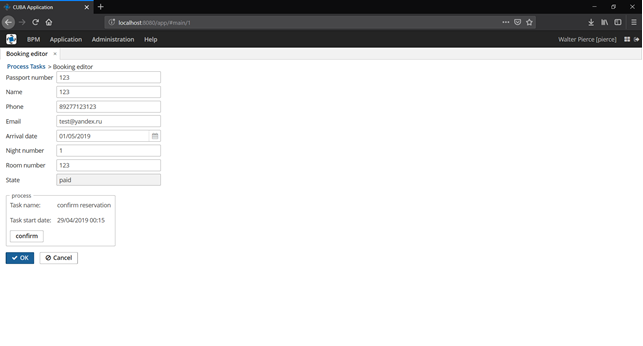 CUBA Application
localhost:8080/app/#main/1
BPM Application Administration Help
Walter Pierce [pierce]
Booking editor
Process Tasks > Booking editor
Passport number 123
Name 123
Phone 89277123123
Email test@yandex.ru
Arrival date 01/05/2019
Night number 1
Room number 123
State paid
process
Task name: confirm reservation
Task start date: 29/04/2019 00:15
confirm
OK Cancel